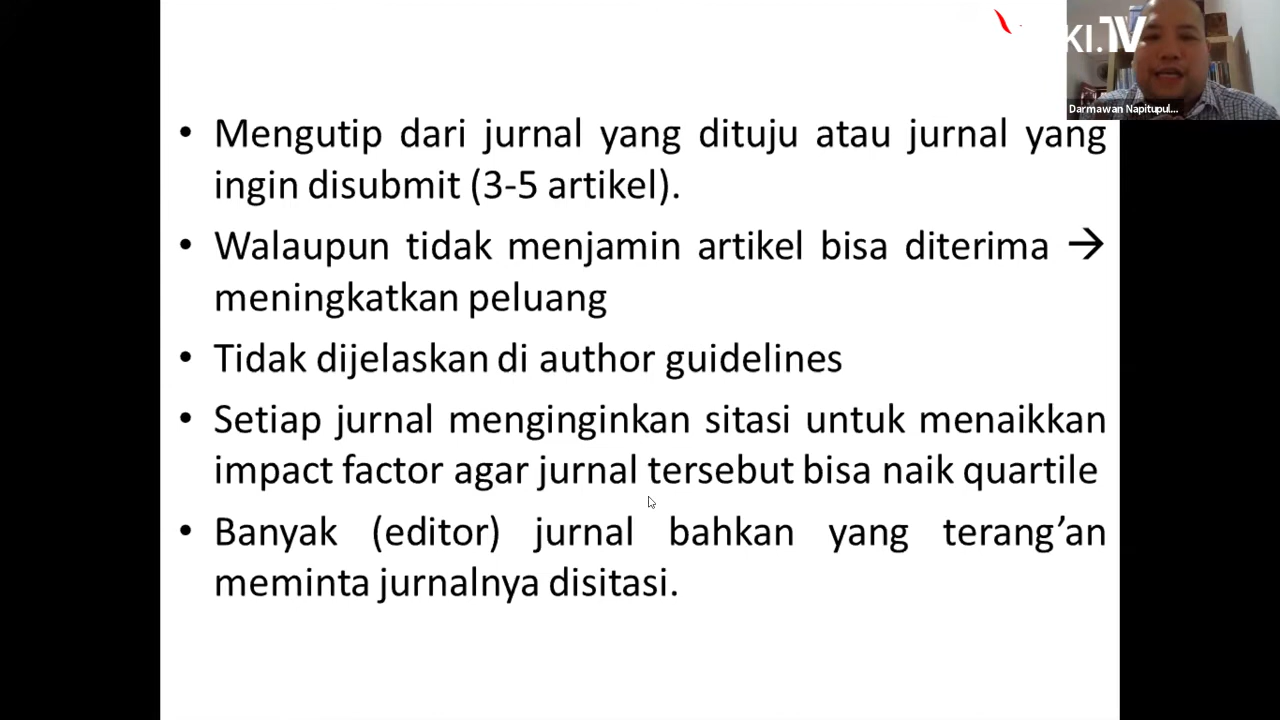 KI.TV
Darmawan Napitupul...
• Mengutip dari jurnal yang dituju atau jurnal yang
ingin disubmit (3-5 artikel).
• Walaupun tidak menjamin artikel bisa diterima →
meningkatkan peluang
• Tidak dijelaskan di author guidelines
• Setiap jurnal menginginkan sitasi untuk menaikkan
impact factor agar jurnal tersebut bisa naik quartile
• Banyak (editor) jurnal bahkan yang terang’an
meminta jurnalnya disitasi.